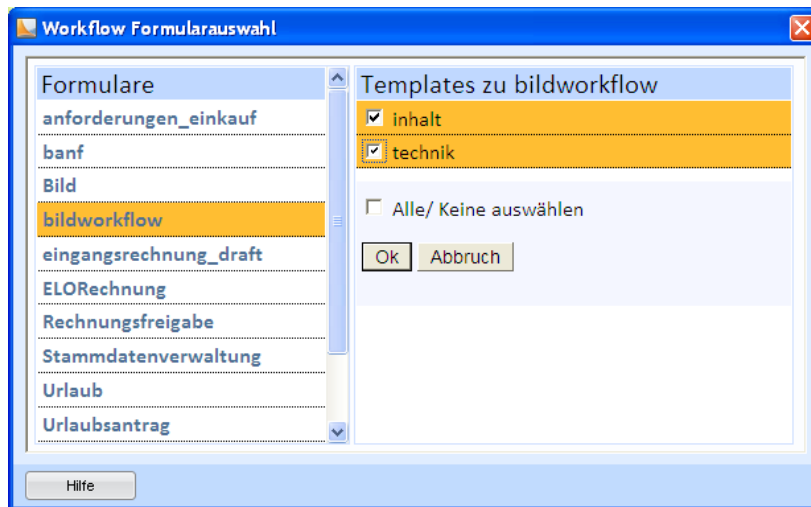 Workflow Formularauswahl
Formulare
anforderungen_einkauf
banf
Bild
bildworkflow
eingangsrechnung_draft
ELORechnung
Rechnungsfreigabe
Stammdatenverwaltung
Urlaub
Urlaubsantrag
Templates zu bildworkflow
inhalt
technik
Alle/ Keine auswählen
Ok Abbruch
Hilfe